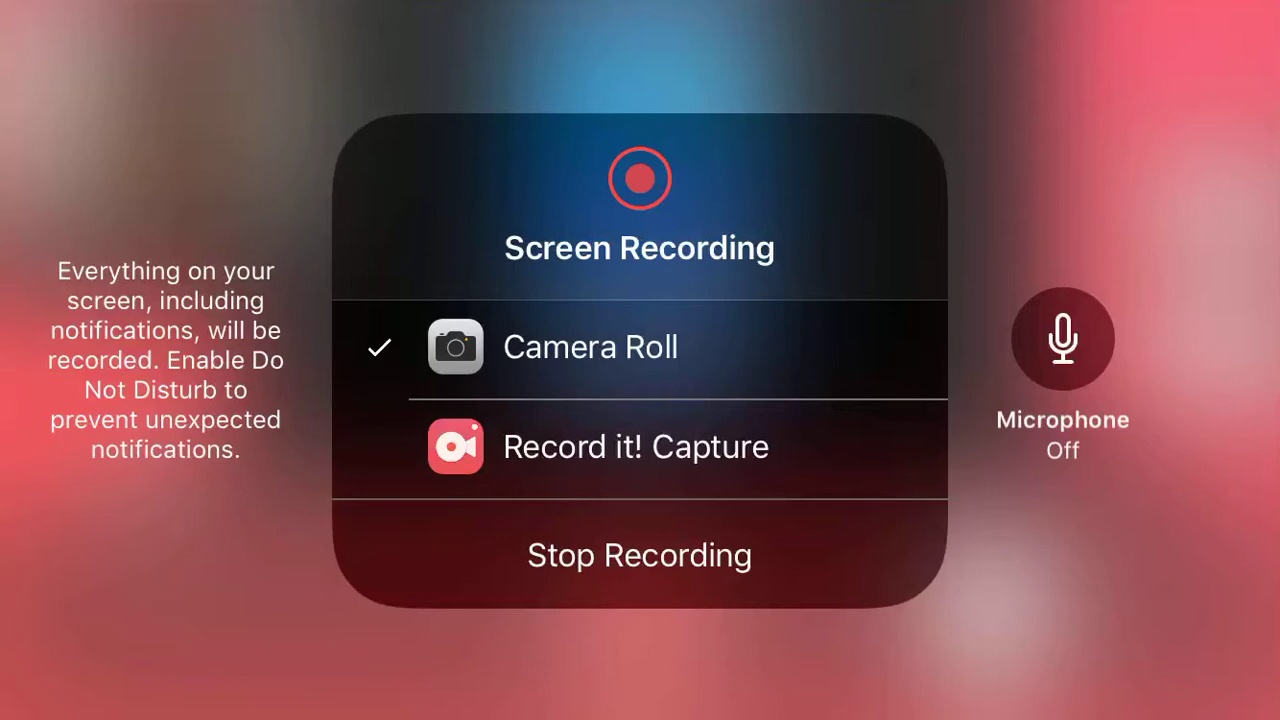 Everything on your
screen, including
notifications, will be
recorded. Enable Do
Not Disturb to
prevent unexpected
notifications.
Screen Recording
Camera Roll
Record it! Capture
Stop Recording
Microphone
Off